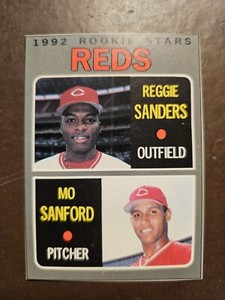 1992 ROOKIE STARS
REDS
REGGIE
SANDERS
OUTFIELD
MO
SANFORD
PITCHER